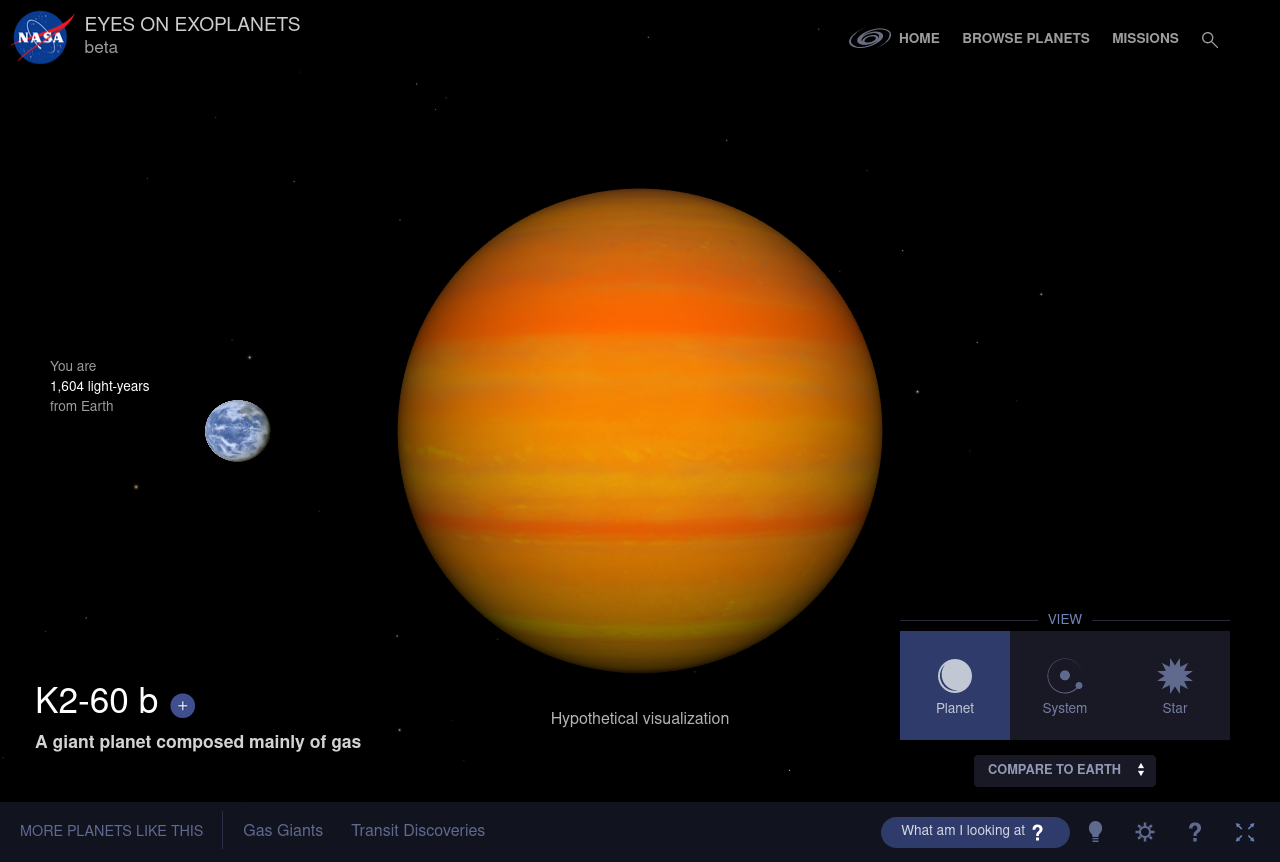 NASA
EYES ON EXOPLANETS
beta
HOME
BROWSE PLANETS
MISSIONS
You are
1,604 light-years
from Earth
K2-60 b +
A giant planet composed mainly of gas
Hypothetical visualization
VIEW
Planet
System
Star
COMPARE TO EARTH
MORE PLANETS LIKE THIS
Gas Giants
Transit Discoveries
What am I looking at ?
?